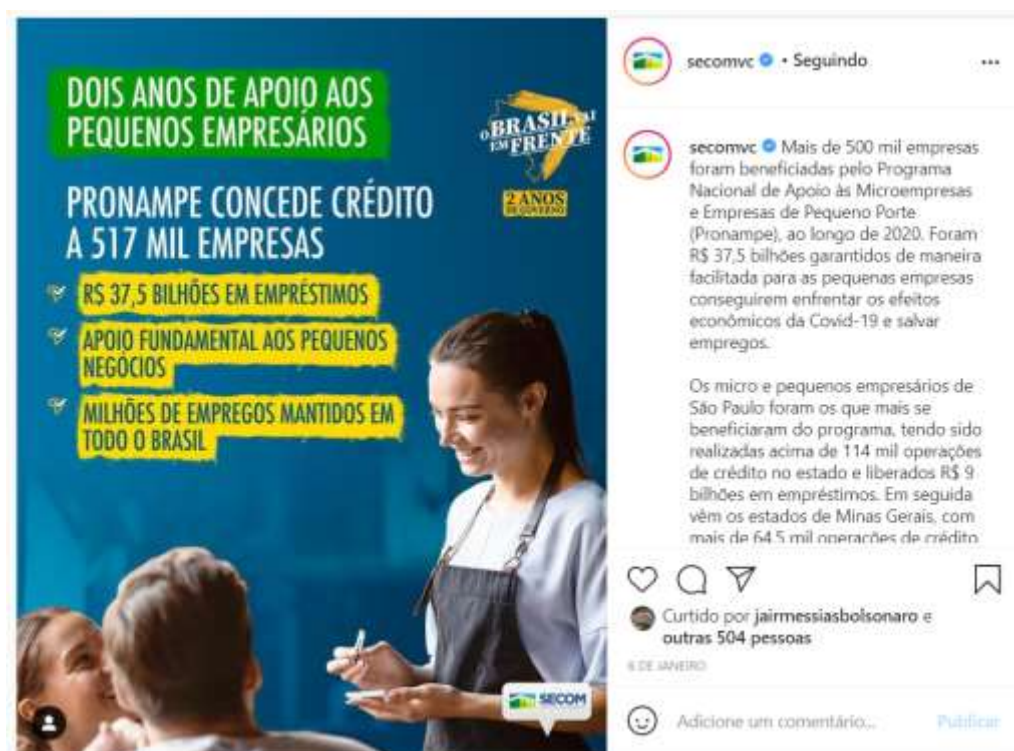 DOIS ANOS DE APOIO AOS
PEQUENOS EMPRESÁRIOS
O BRASIL VAI
EM FRENTE
2 ANOS
DE GOVERNO
PRONAMPE CONCEDE CRÉDITO
A 517 MIL EMPRESAS
R$ 37,5 BILHÕES EM EMPRÉSTIMOS
APOIO FUNDAMENTAL AOS PEQUENOS
NEGÓCIOS
MILHÕES DE EMPREGOS MANTIDOS EM
TODO O BRASIL
SECOM
secomvc • Seguindo
secomvc Mais de 500 mil empresas
foram beneficiadas pelo Programa
Nacional de Apoio às Microempresas
e Empresas de Pequeno Porte
(Pronampe), ao longo de 2020. Foram
R$ 37,5 bilhões garantidos de maneira
facilitada para as pequenas empresas
conseguirem enfrentar os efeitos
econômicos da Covid-19 e salvar
empregos.
Os micro e pequenos empresários de
São Paulo foram os que mais se
beneficiaram do programa, tendo sido
realizadas acima de 114 mil operações
de crédito no estado e liberados R$ 9
bilhões em empréstimos. Em seguida
vêm os estados de Minas Gerais, com
mais de 64,5 mil operações de crédito
Curtido por jairmessiasbolsonaro e
outras 504 pessoas
6 DE JANEIRO
Adicione um comentário... Publicar